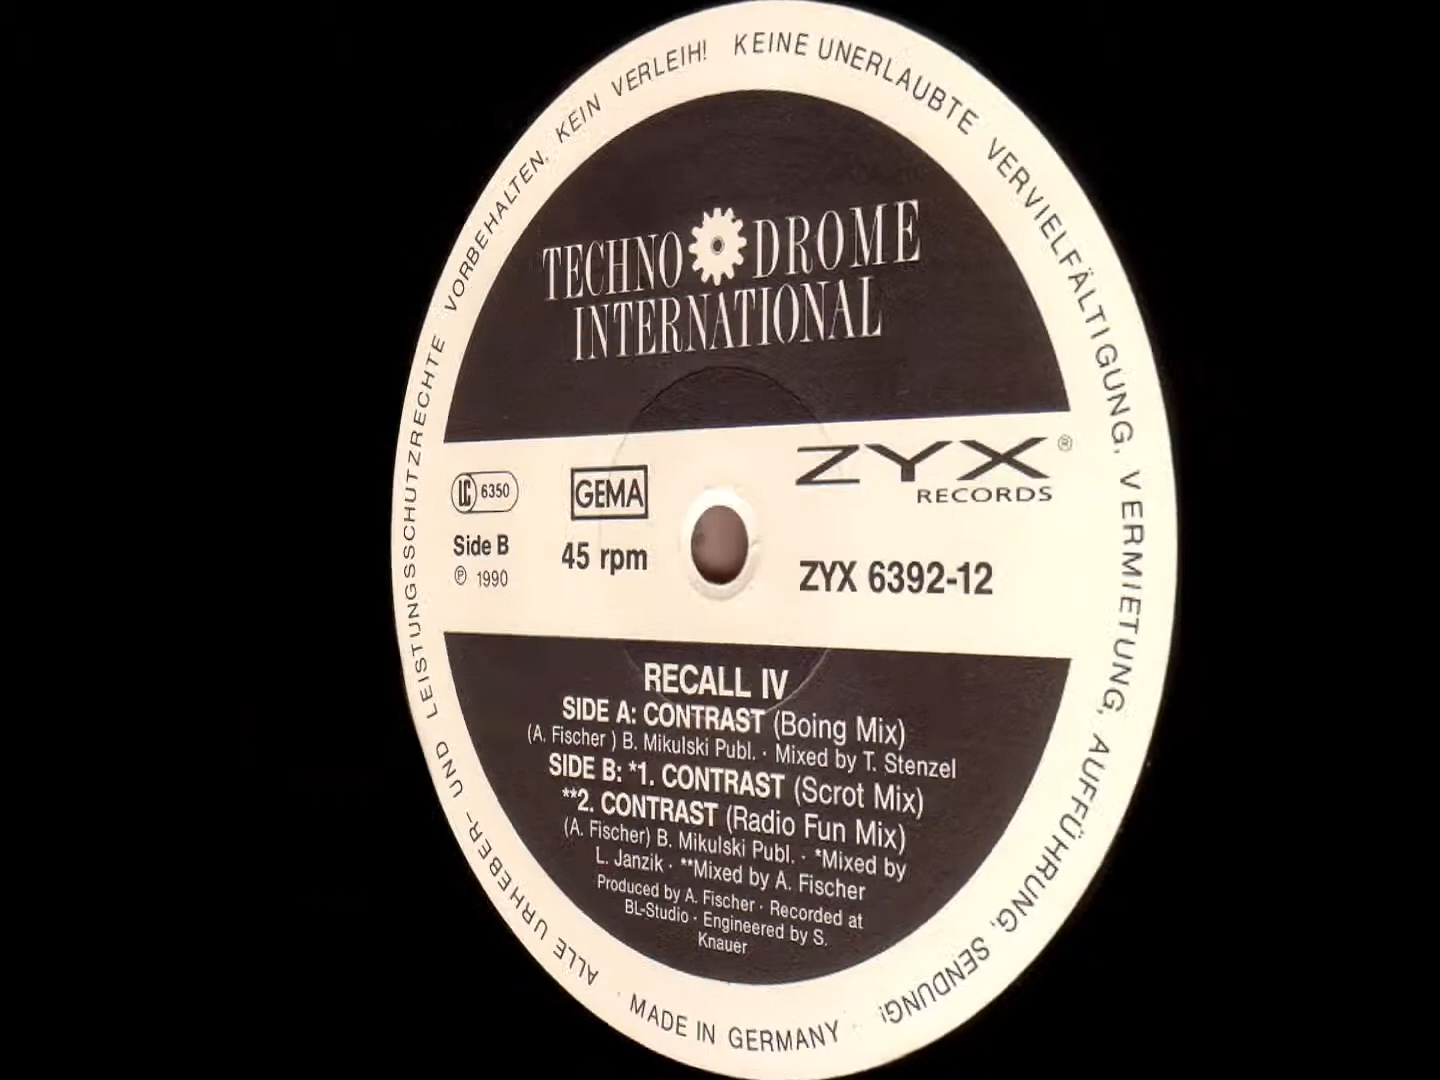 ALLE URHEBER- UND LEISTUNGSSCHUTZRECHTE VORBEHALTEN, KEIN VERLEIH! KEINE UNERLAUBTE VERVIELFÄLTIGUNG, VERMIETUNG, AUFFÜHRUNG, SENDUNG!
TECHNO DROME
INTERNATIONAL
ZYX ®
RECORDS
LC 6350
GEMA
Side B
45 rpm
ZYX 6392-12
℗ 1990
RECALL IV
SIDE A: CONTRAST (Boing Mix)
(A. Fischer ) B. Mikulski Publ. · Mixed by T. Stenzel
SIDE B: *1. CONTRAST (Scrot Mix)
**2. CONTRAST (Radio Fun Mix)
(A. Fischer) B. Mikulski Publ. · *Mixed by
L. Janzik · **Mixed by A. Fischer
Produced by A. Fischer · Recorded at
BL-Studio · Engineered by S.
Knauer
MADE IN GERMANY